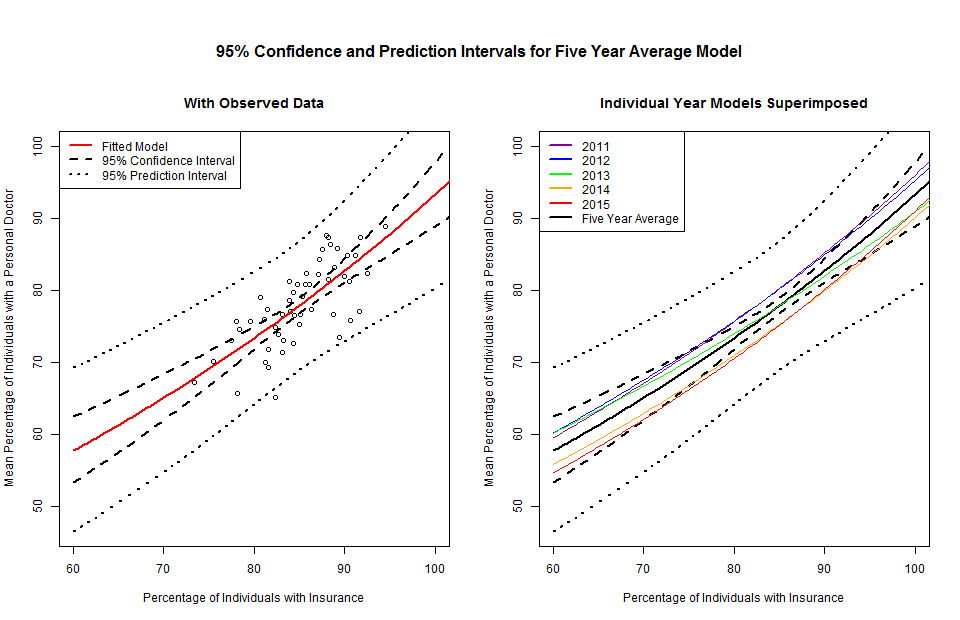 95% Confidence and Prediction Intervals for Five Year Average Model
With Observed Data
Mean Percentage of Individuals with a Personal Doctor
100
90
80
70
60
50
Fitted Model
95% Confidence Interval
95% Prediction Interval
60 70 80 90 100
Percentage of Individuals with Insurance
Individual Year Models Superimposed
Mean Percentage of Individuals with a Personal Doctor
100
90
80
70
60
50
2011
2012
2013
2014
2015
Five Year Average
60 70 80 90 100
Percentage of Individuals with Insurance